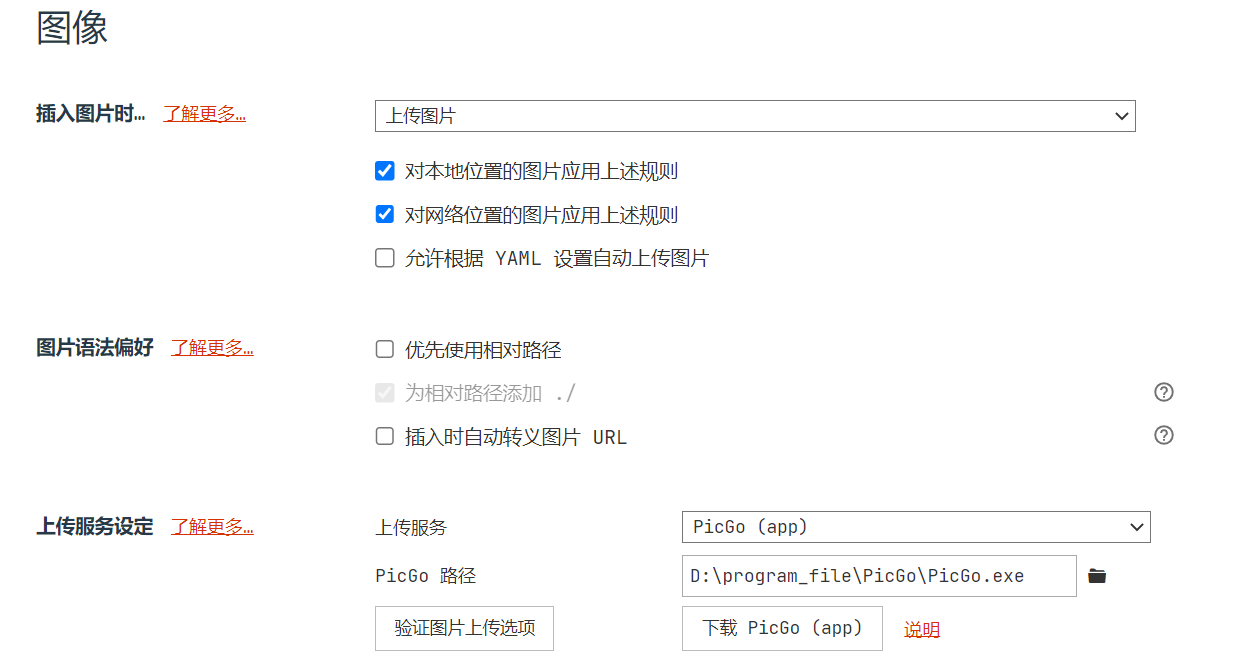 图像
插入图片时... 了解更多... 上传图片
对本地位置的图片应用上述规则
对网络位置的图片应用上述规则
允许根据 YAML 设置自动上传图片
图片语法偏好 了解更多... 优先使用相对路径
为相对路径添加 ./
插入时自动转义图片 URL
上传服务设定 了解更多... 上传服务 PicGo (app)
PicGo 路径 D:\program_file\PicGo\PicGo.exe
验证图片上传选项 下载 PicGo (app) 说明